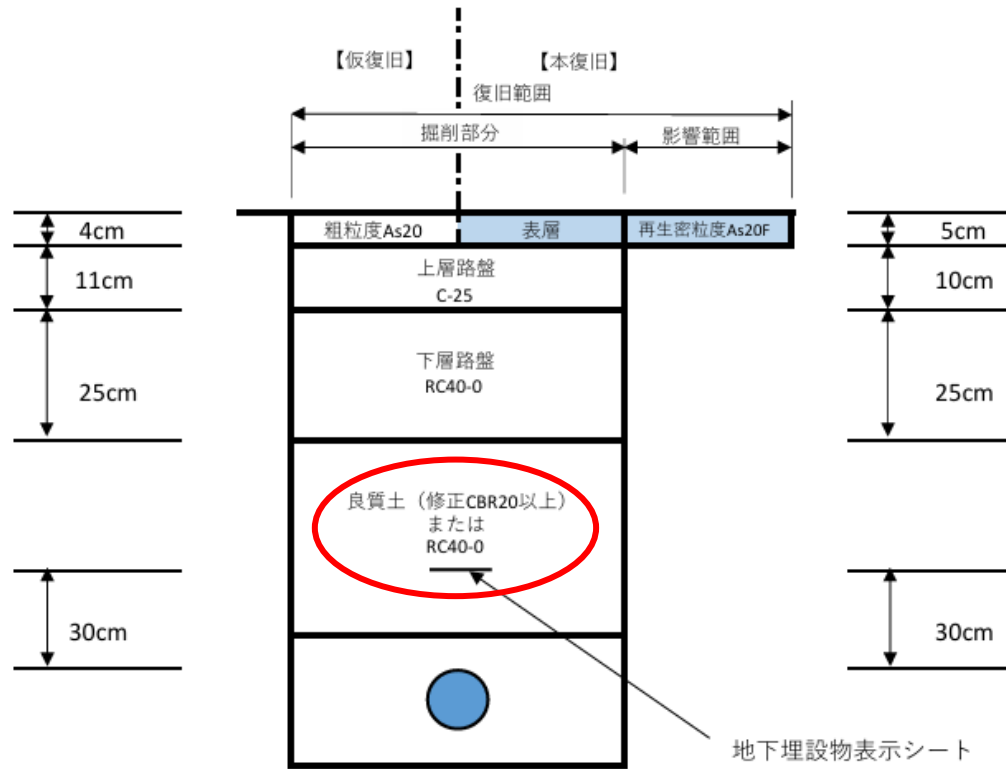 【仮復旧】
【本復旧】
復旧範囲
掘削部分
影響範囲
4cm
粗粒度As20
表層
再生密粒度As20F
5cm
11cm
上層路盤
C-25
10cm
25cm
下層路盤
RC40-0
25cm
良質土（修正CBR20以上）
または
RC40-0
30cm
30cm
地下埋設物表示シート